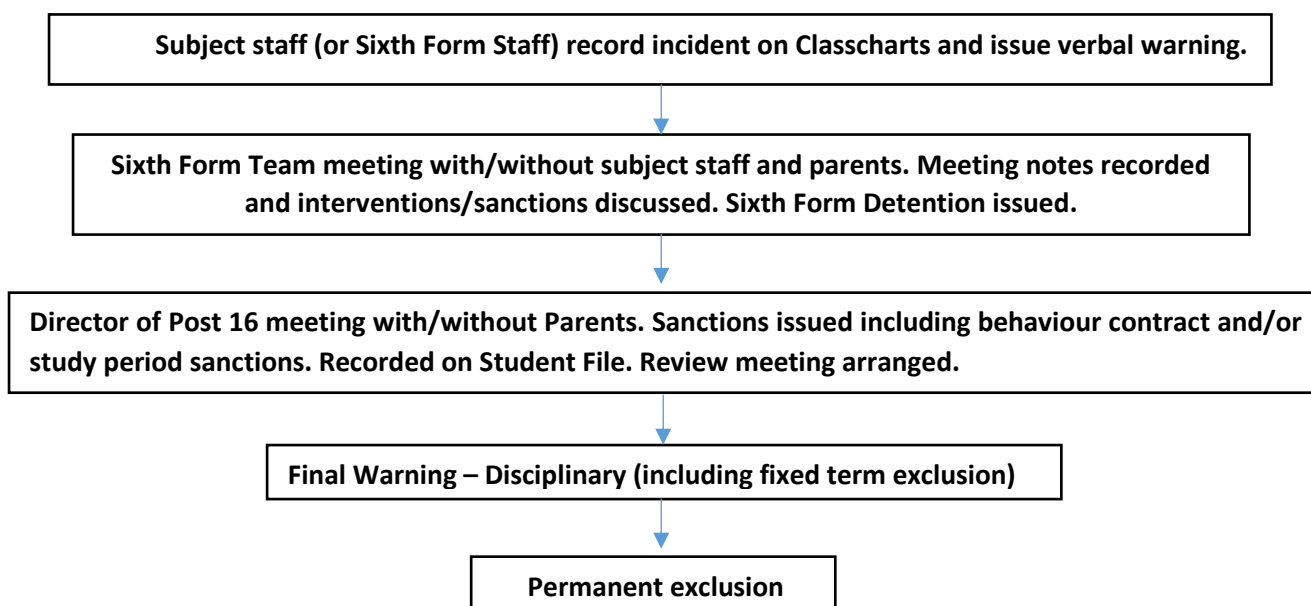 Subject staff (or Sixth Form Staff) record incident on Classcharts and issue verbal warning.
Sixth Form Team meeting with/without subject staff and parents. Meeting notes recorded
and interventions/sanctions discussed. Sixth Form Detention issued.
Director of Post 16 meeting with/without Parents. Sanctions issued including behaviour contract and/or
study period sanctions. Recorded on Student File. Review meeting arranged.
Final Warning – Disciplinary (including fixed term exclusion)
Permanent exclusion